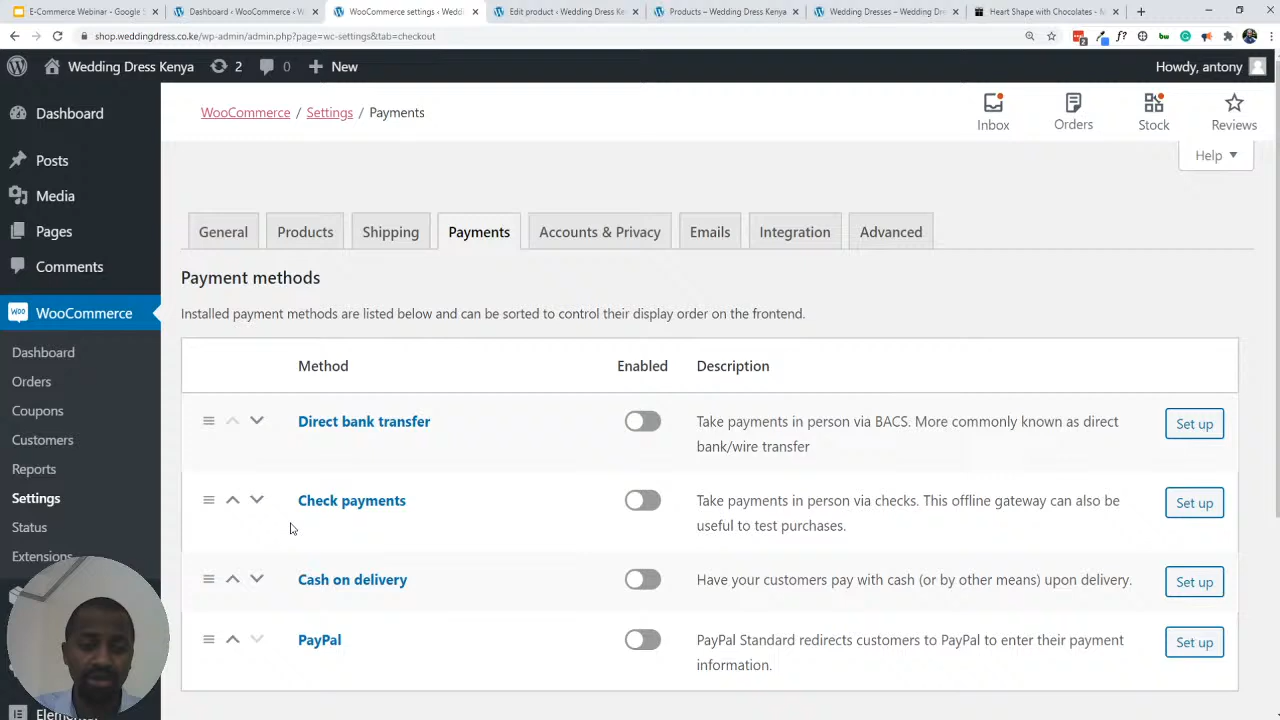 E-Commerce Webinar - Google S
Dashboard ‹ WooCommerce ‹ W
WooCommerce settings ‹ Weddi
Edit product ‹ Wedding Dress Ke
Products – Wedding Dress Kenya
Wedding Dresses – Wedding Dre
Heart Shape with Chocolates - M
shop.weddingdress.co.ke/wp-admin/admin.php?page=wc-settings&tab=checkout
Wedding Dress Kenya
2
0
New
Howdy, antony
Dashboard
Posts
Media
Pages
Comments
WooCommerce
Dashboard
Orders
Coupons
Customers
Reports
Settings
Status
Extensions
WooCommerce / Settings / Payments
Inbox
Orders
Stock
Reviews
Help
General
Products
Shipping
Payments
Accounts & Privacy
Emails
Integration
Advanced
Payment methods
Installed payment methods are listed below and can be sorted to control their display order on the frontend.
Method
Enabled
Description
Direct bank transfer
Take payments in person via BACS. More commonly known as direct
bank/wire transfer
Set up
Check payments
Take payments in person via checks. This offline gateway can also be
useful to test purchases.
Set up
Cash on delivery
Have your customers pay with cash (or by other means) upon delivery.
Set up
PayPal
PayPal Standard redirects customers to PayPal to enter their payment
information.
Set up